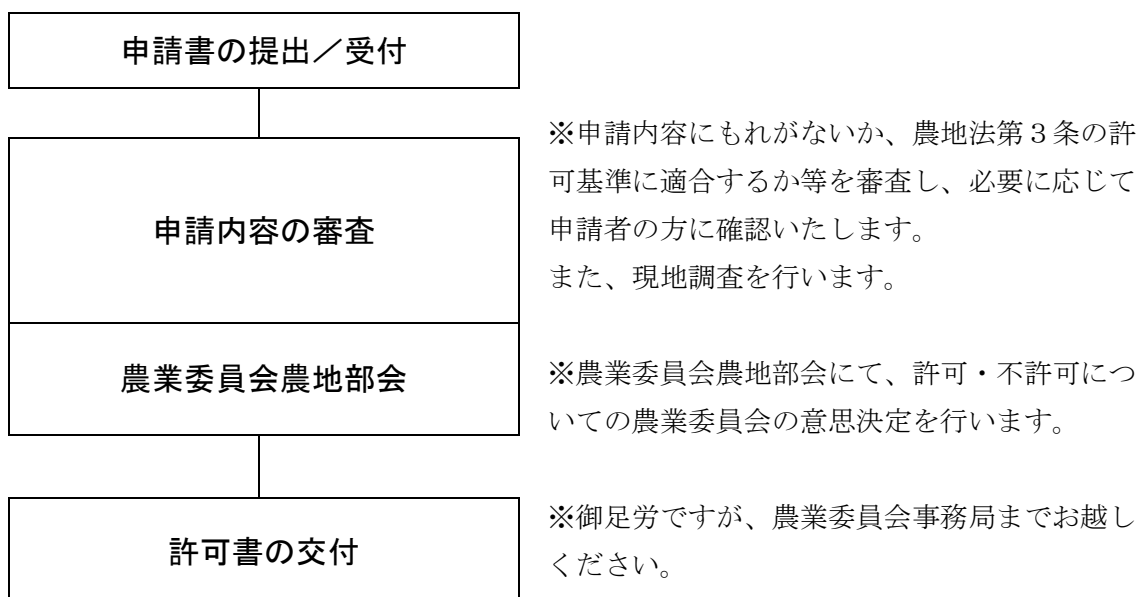 申請書の提出／受付
申請内容の審査
※申請内容にもれがないか、農地法第３条の許
可基準に適合するか等を審査し、必要に応じて
申請者の方に確認いたします。
また、現地調査を行います。
農業委員会農地部会
※農業委員会農地部会にて、許可・不許可につ
いての農業委員会の意思決定を行います。
許可書の交付
※御足労ですが、農業委員会事務局までお越し
ください。